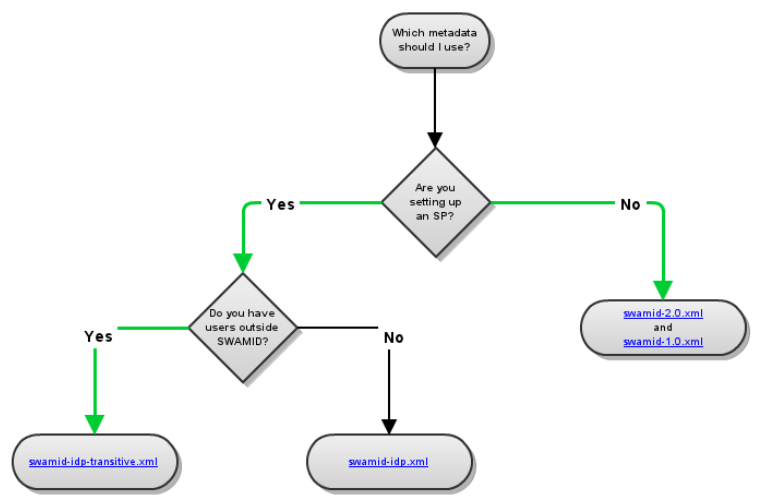 Which metadata
should I use?
Are you
setting up
an SP?
Yes
No
Do you have
users outside
SWAMID?
swamid-2.0.xml
and
swamid-1.0.xml
Yes
No
swamid-idp-transitive.xml
swamid-idp.xml